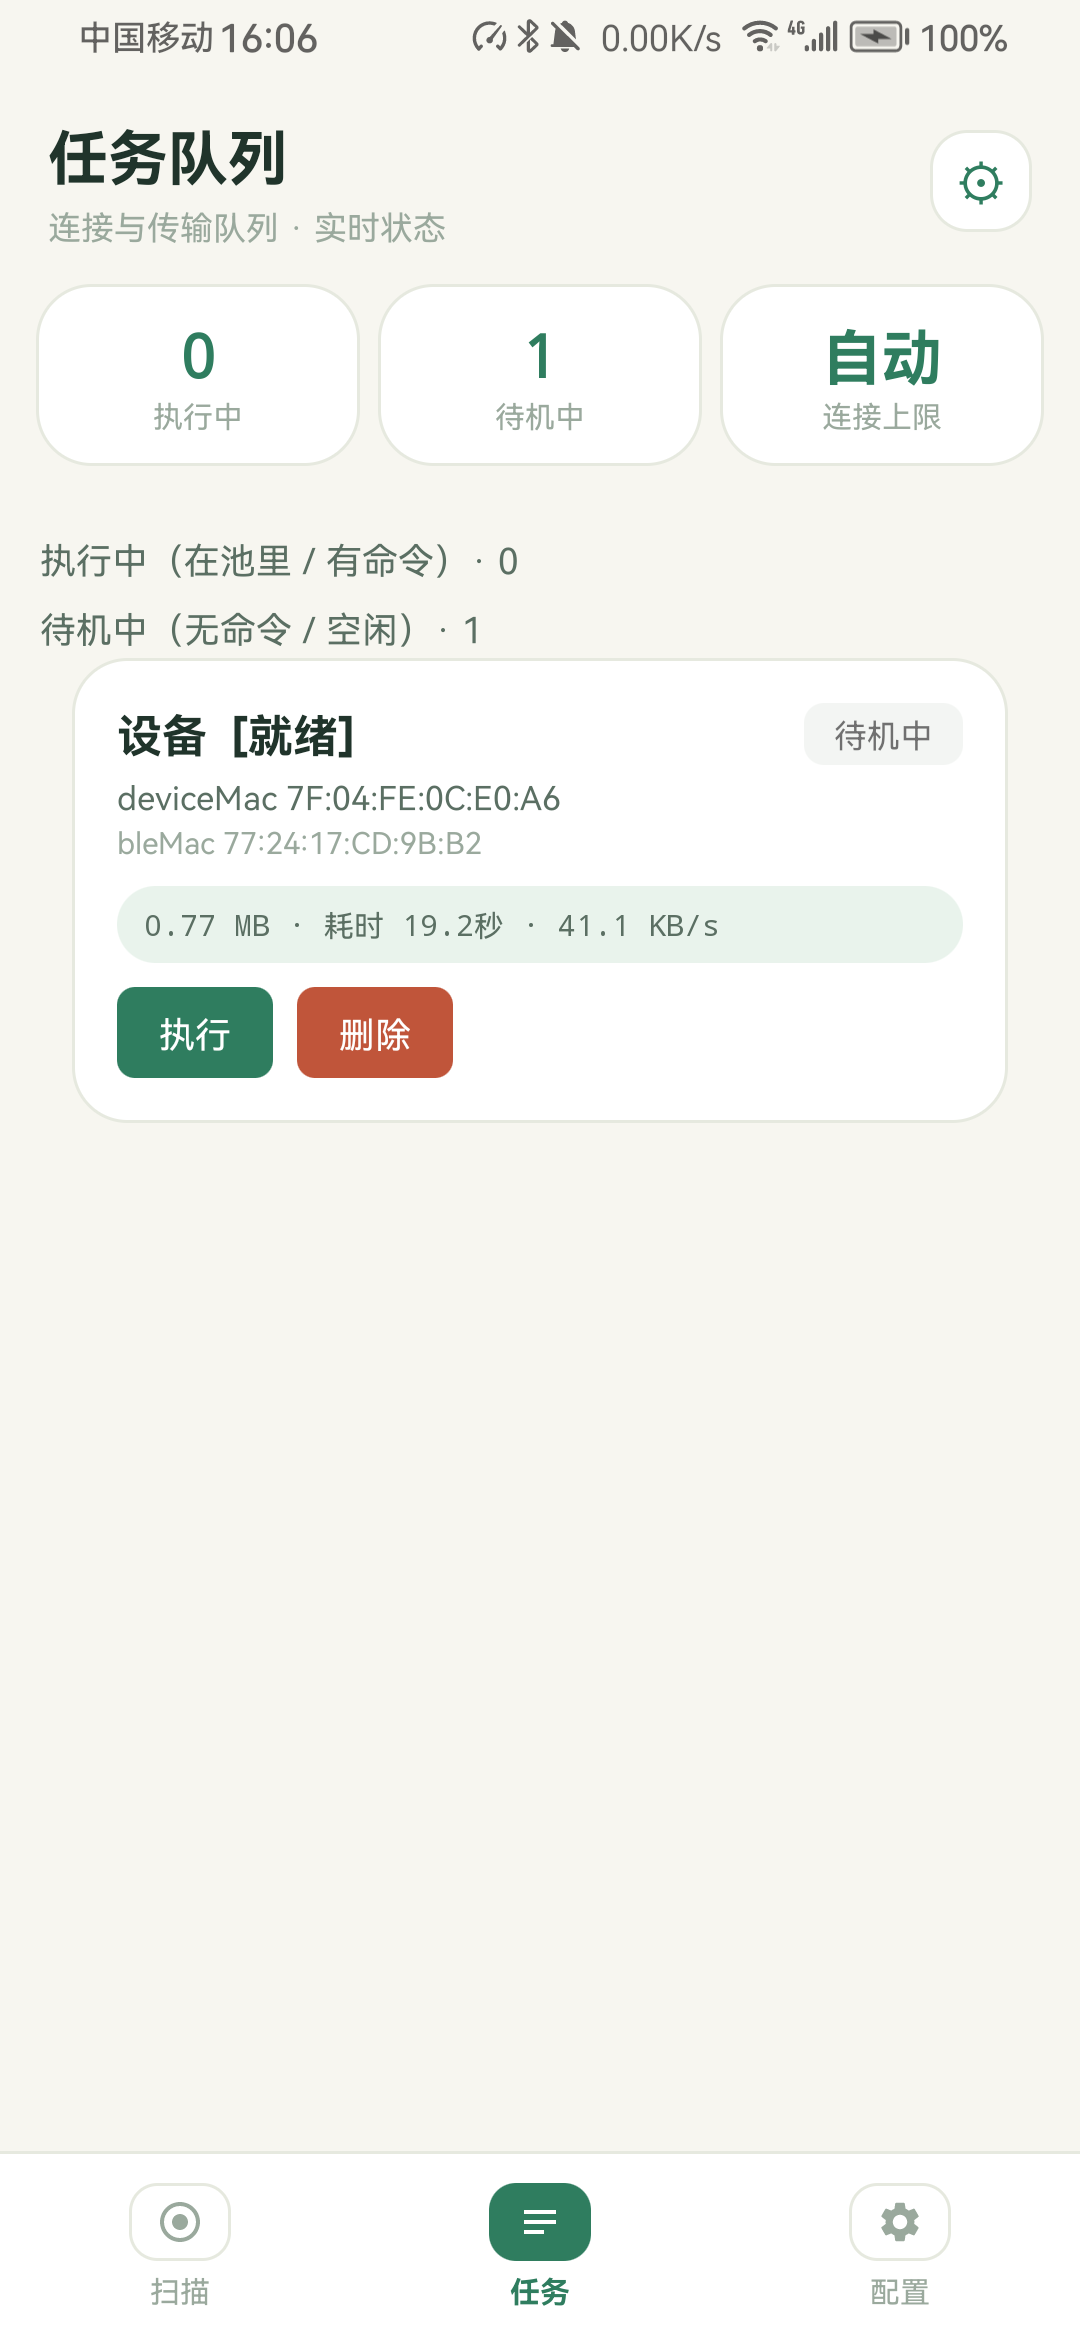 中国移动 16:06 0.00K/s 4G 100%
任务队列
连接与传输队列 · 实时状态
0 1 自动
执行中 待机中 连接上限
执行中（在池里 / 有命令） · 0
待机中（无命令 / 空闲） · 1
设备 [就绪] 待机中
deviceMac 7F:04:FE:0C:E0:A6
bleMac 77:24:17:CD:9B:B2
0.77 MB · 耗时 19.2秒 · 41.1 KB/s
执行 删除
扫描 任务 配置